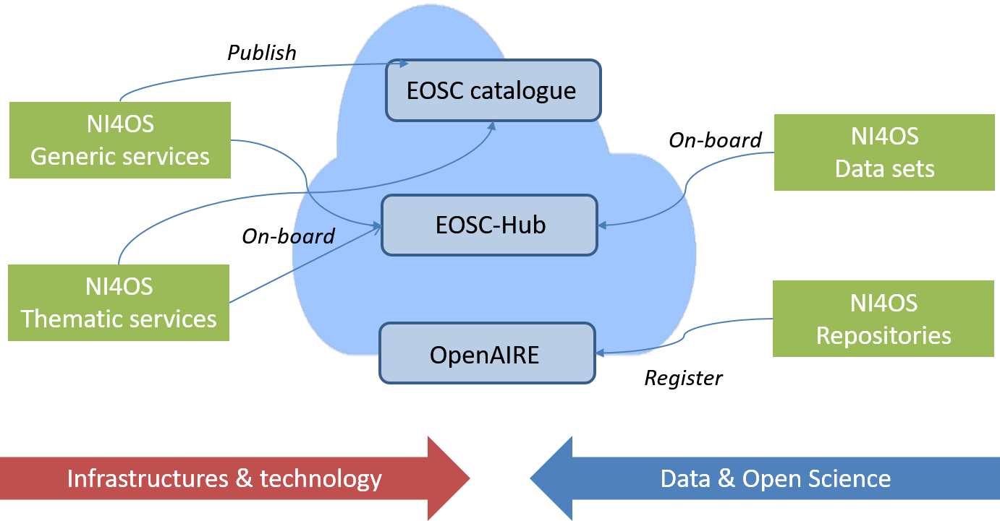 Publish
EOSC catalogue
NI4OS
Generic services
On-board
NI4OS
Data sets
EOSC-Hub
On-board
NI4OS
Thematic services
NI4OS
Repositories
OpenAIRE
Register
Infrastructures & technology
Data & Open Science